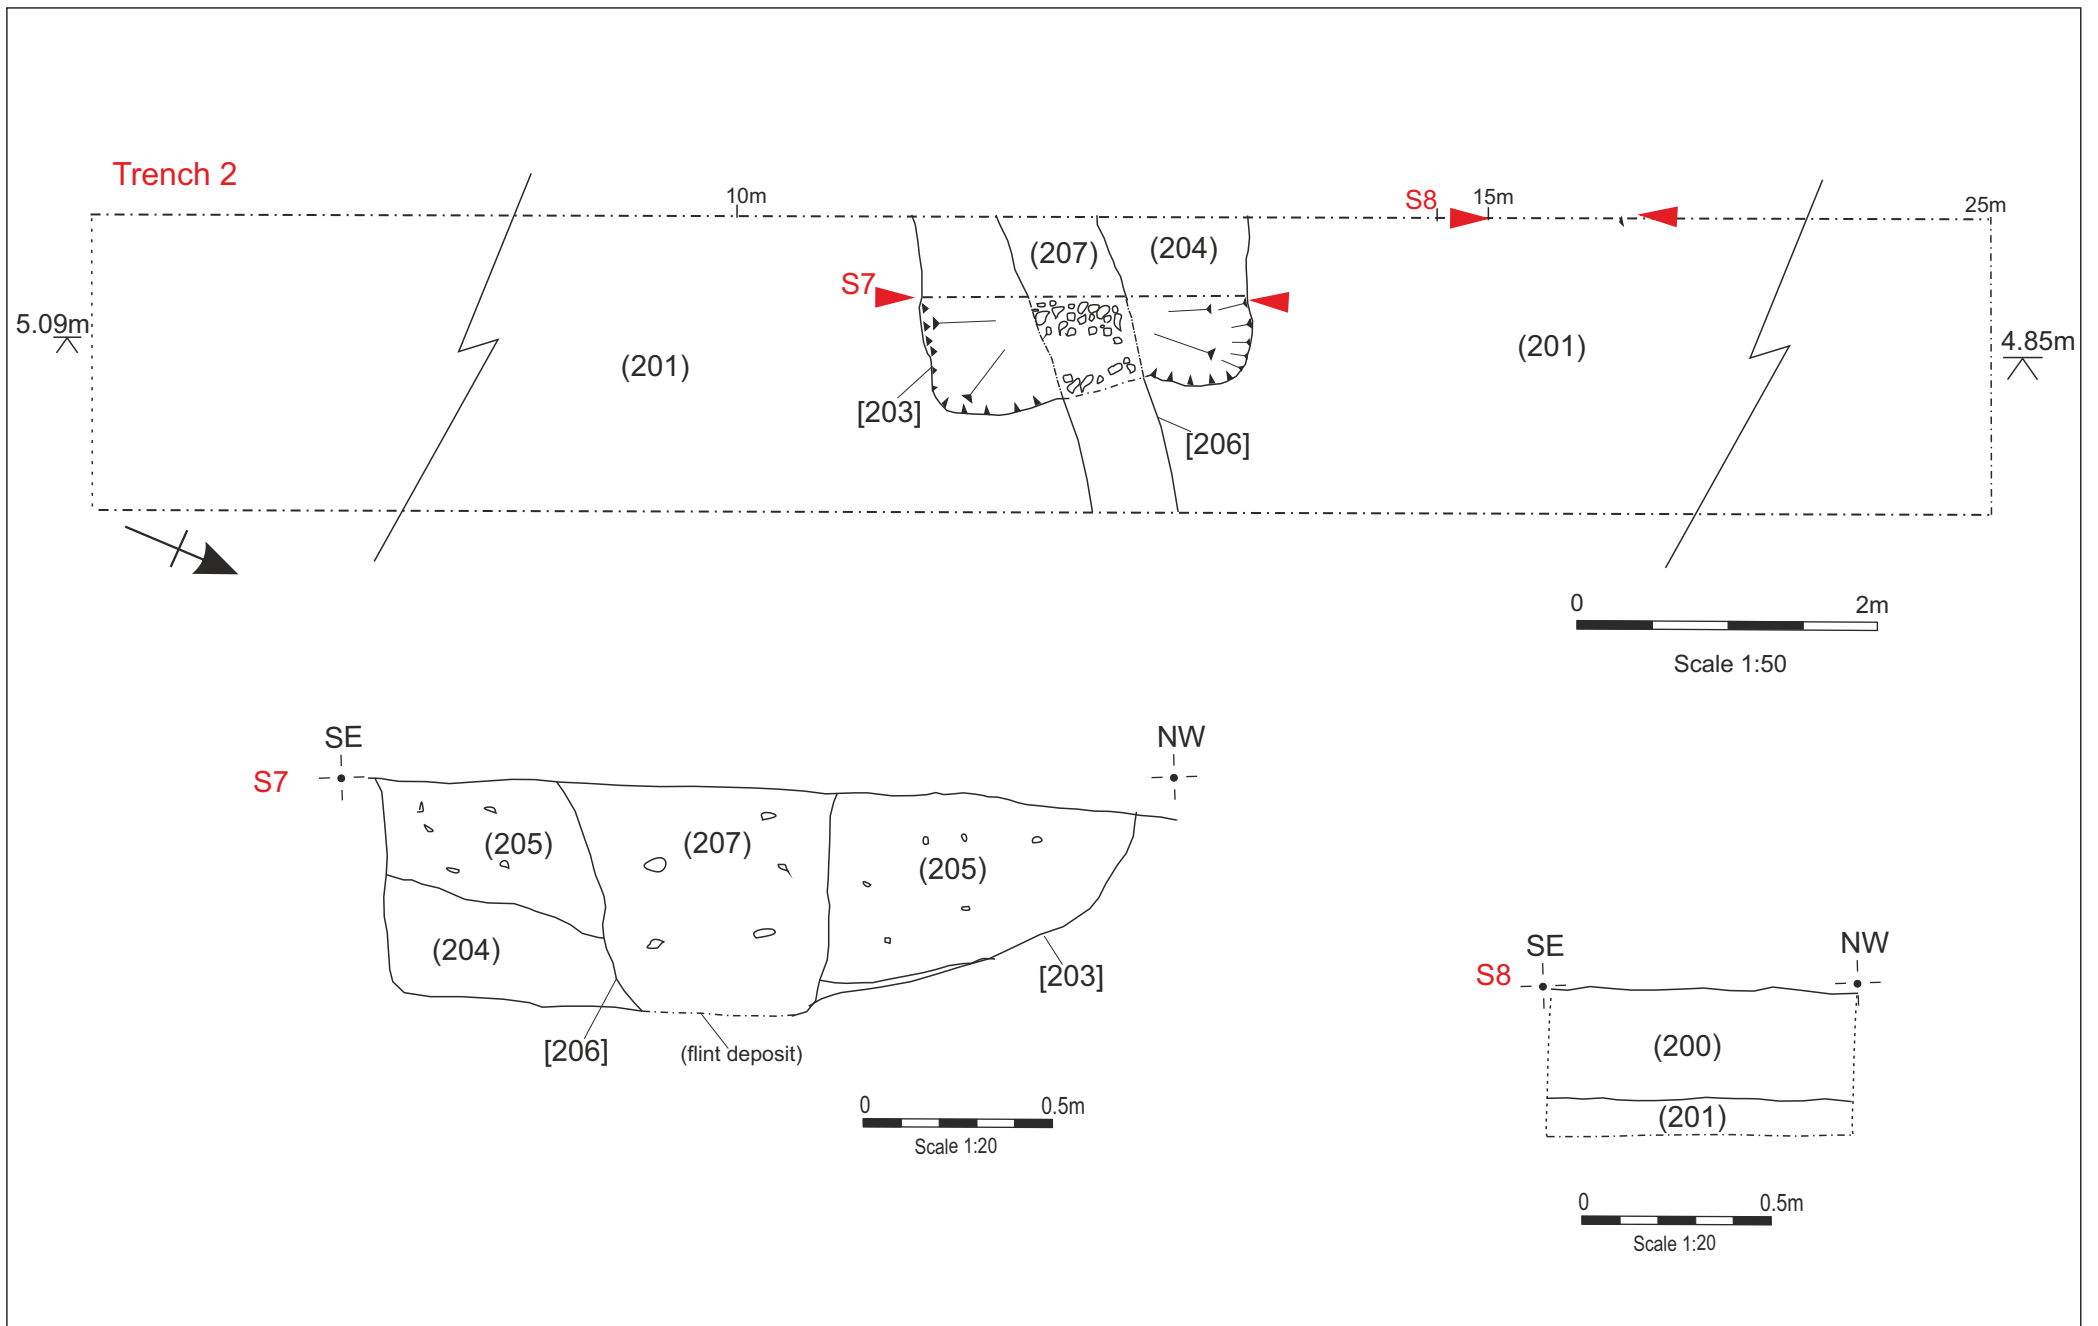 Trench 2
10m
S8
15m
25m
(207)
(204)
S7
5.09m
(201)
(201)
4.85m
[203]
[206]
0 2m
Scale 1:50
SE
NW
S7
(205)
(207)
(205)
(204)
[203]
[206]
(flint deposit)
0 0.5m
Scale 1:20
SE
NW
S8
(200)
(201)
0 0.5m
Scale 1:20